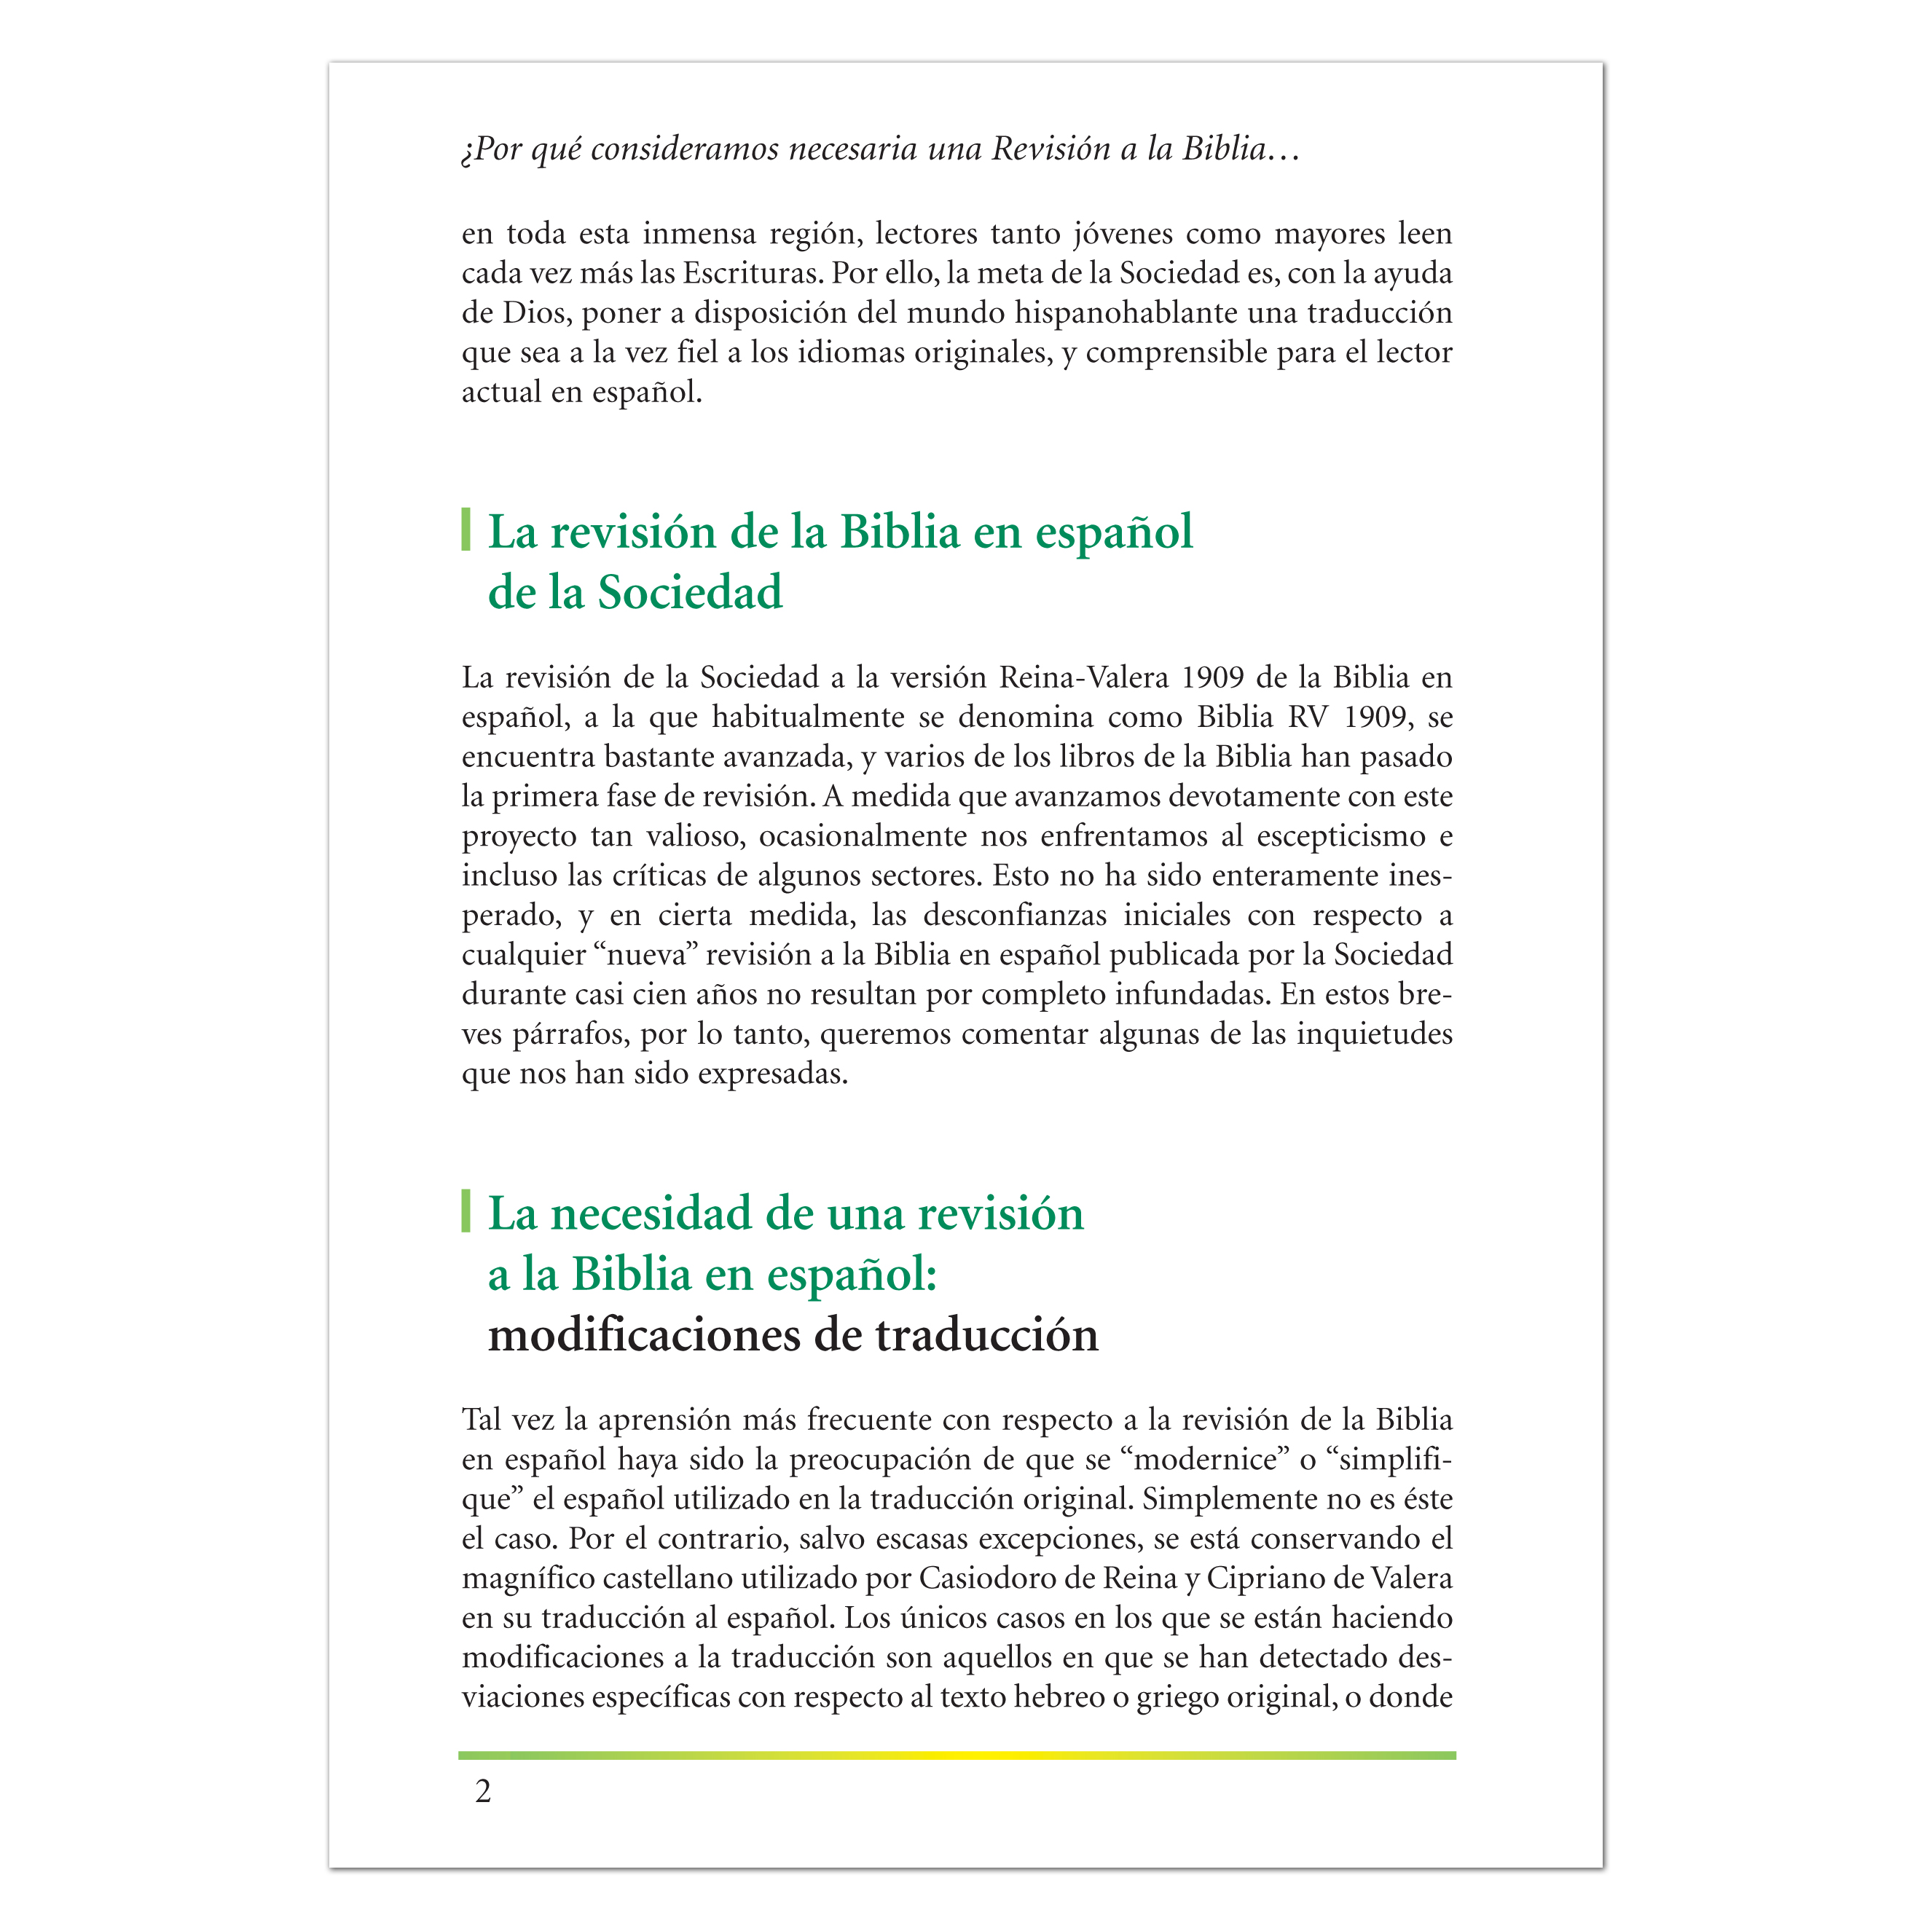 ¿Por qué consideramos necesaria una Revisión a la Biblia…
en toda esta inmensa región, lectores tanto jóvenes como mayores leen
cada vez más las Escrituras. Por ello, la meta de la Sociedad es, con la ayuda
de Dios, poner a disposición del mundo hispanohablante una traducción
que sea a la vez fiel a los idiomas originales, y comprensible para el lector
actual en español.
La revisión de la Biblia en español
de la Sociedad
La revisión de la Sociedad a la versión Reina-Valera 1909 de la Biblia en
español, a la que habitualmente se denomina como Biblia RV 1909, se
encuentra bastante avanzada, y varios de los libros de la Biblia han pasado
la primera fase de revisión. A medida que avanzamos devotamente con este
proyecto tan valioso, ocasionalmente nos enfrentamos al escepticismo e
incluso las críticas de algunos sectores. Esto no ha sido enteramente ines-
perado, y en cierta medida, las desconfianzas iniciales con respecto a
cualquier “nueva” revisión a la Biblia en español publicada por la Sociedad
durante casi cien años no resultan por completo infundadas. En estos bre-
ves párrafos, por lo tanto, queremos comentar algunas de las inquietudes
que nos han sido expresadas.
La necesidad de una revisión
a la Biblia en español:
modificaciones de traducción
Tal vez la aprensión más frecuente con respecto a la revisión de la Biblia
en español haya sido la preocupación de que se “modernice” o “simplifi-
que” el español utilizado en la traducción original. Simplemente no es éste
el caso. Por el contrario, salvo escasas excepciones, se está conservando el
magnífico castellano utilizado por Casiodoro de Reina y Cipriano de Valera
en su traducción al español. Los únicos casos en los que se están haciendo
modificaciones a la traducción son aquellos en que se han detectado des-
viaciones específicas con respecto al texto hebreo o griego original, o donde
2